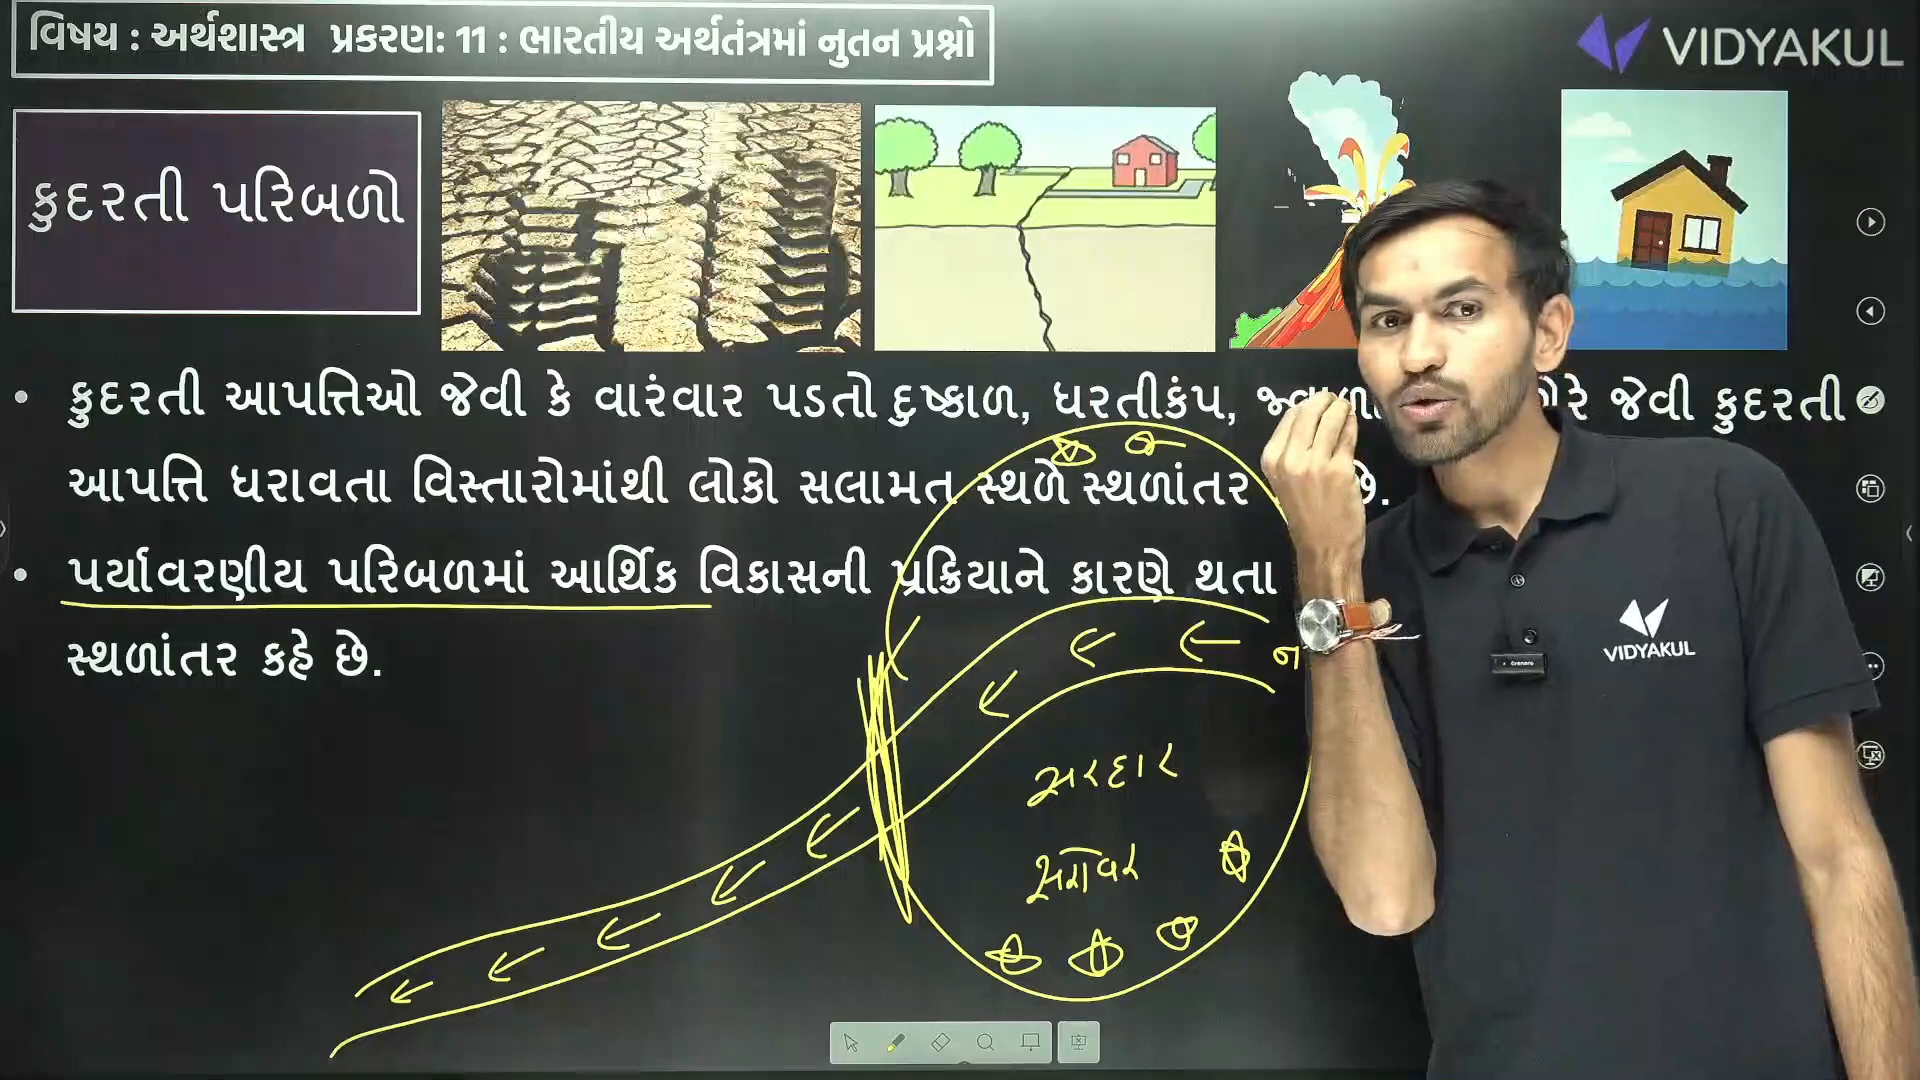 વિષય : અર્થશાસ્ત્ર પ્રકરણ: 11 : ભારતીય અર્થતંત્રમાં નુતન પ્રશ્નો
VIDYAKUL
કુદરતી પરિબળો
• કુદરતી આપત્તિઓ જેવી કે વારંવાર પડતો દુષ્કાળ, ધરતીકંપ, જેવી કુદરતી
આપત્તિ ધરાવતા વિસ્તારોમાંથી લોકો સલામત સ્થળે સ્થળાંતર છે.
• પર્યાવરણીય પરિબળમાં આર્થિક વિકાસની પ્રક્રિયાને કારણે થતા
સ્થળાંતર કહે છે.
VIDYAKUL
સરદાર
સરોવર